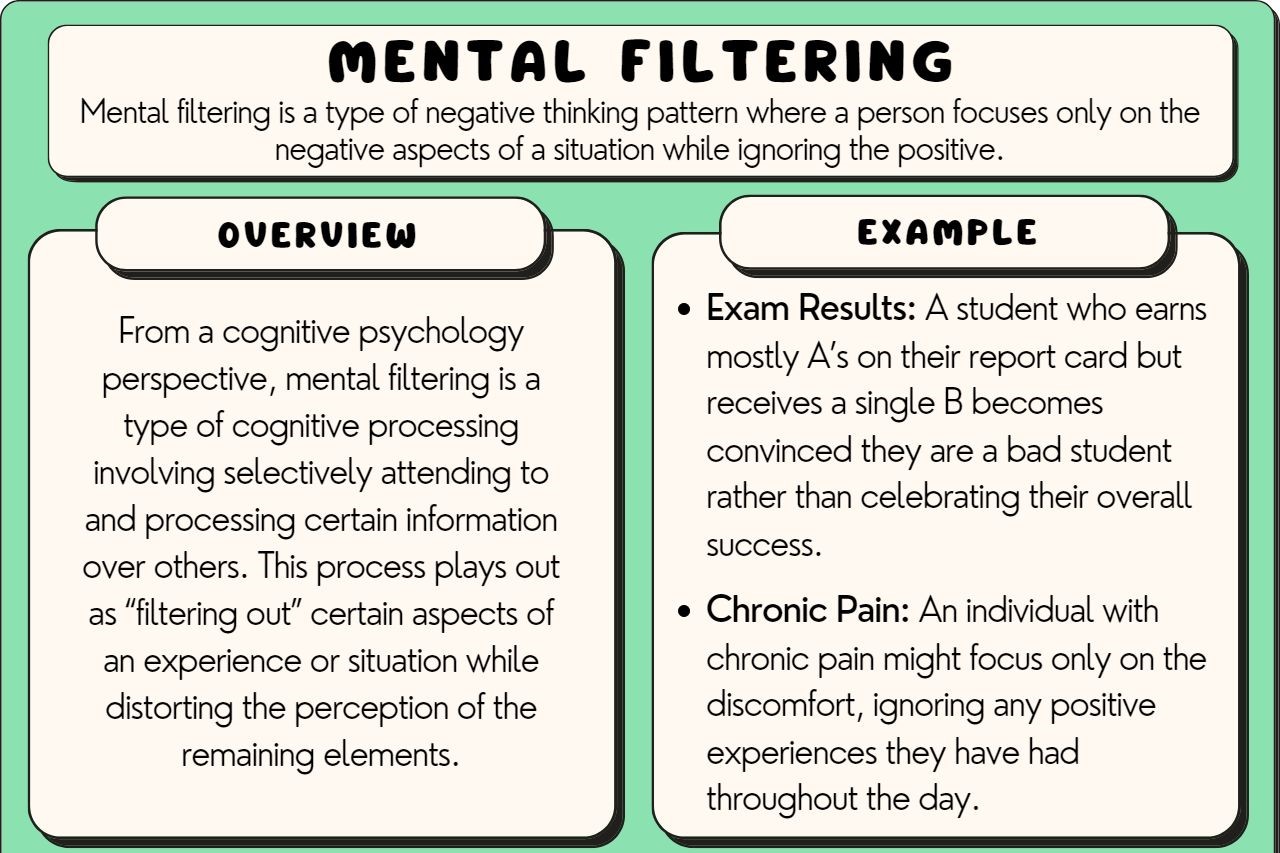 MENTAL FILTERING
Mental filtering is a type of negative thinking pattern where a person focuses only on the
negative aspects of a situation while ignoring the positive.
OVERVIEW
From a cognitive psychology
perspective, mental filtering is a
type of cognitive processing
involving selectively attending to
and processing certain information
over others. This process plays out
as “filtering out” certain aspects of
an experience or situation while
distorting the perception of the
remaining elements.
EXAMPLE
• Exam Results: A student who earns
mostly A’s on their report card but
receives a single B becomes
convinced they are a bad student
rather than celebrating their overall
success.
• Chronic Pain: An individual with
chronic pain might focus only on the
discomfort, ignoring any positive
experiences they have had
throughout the day.